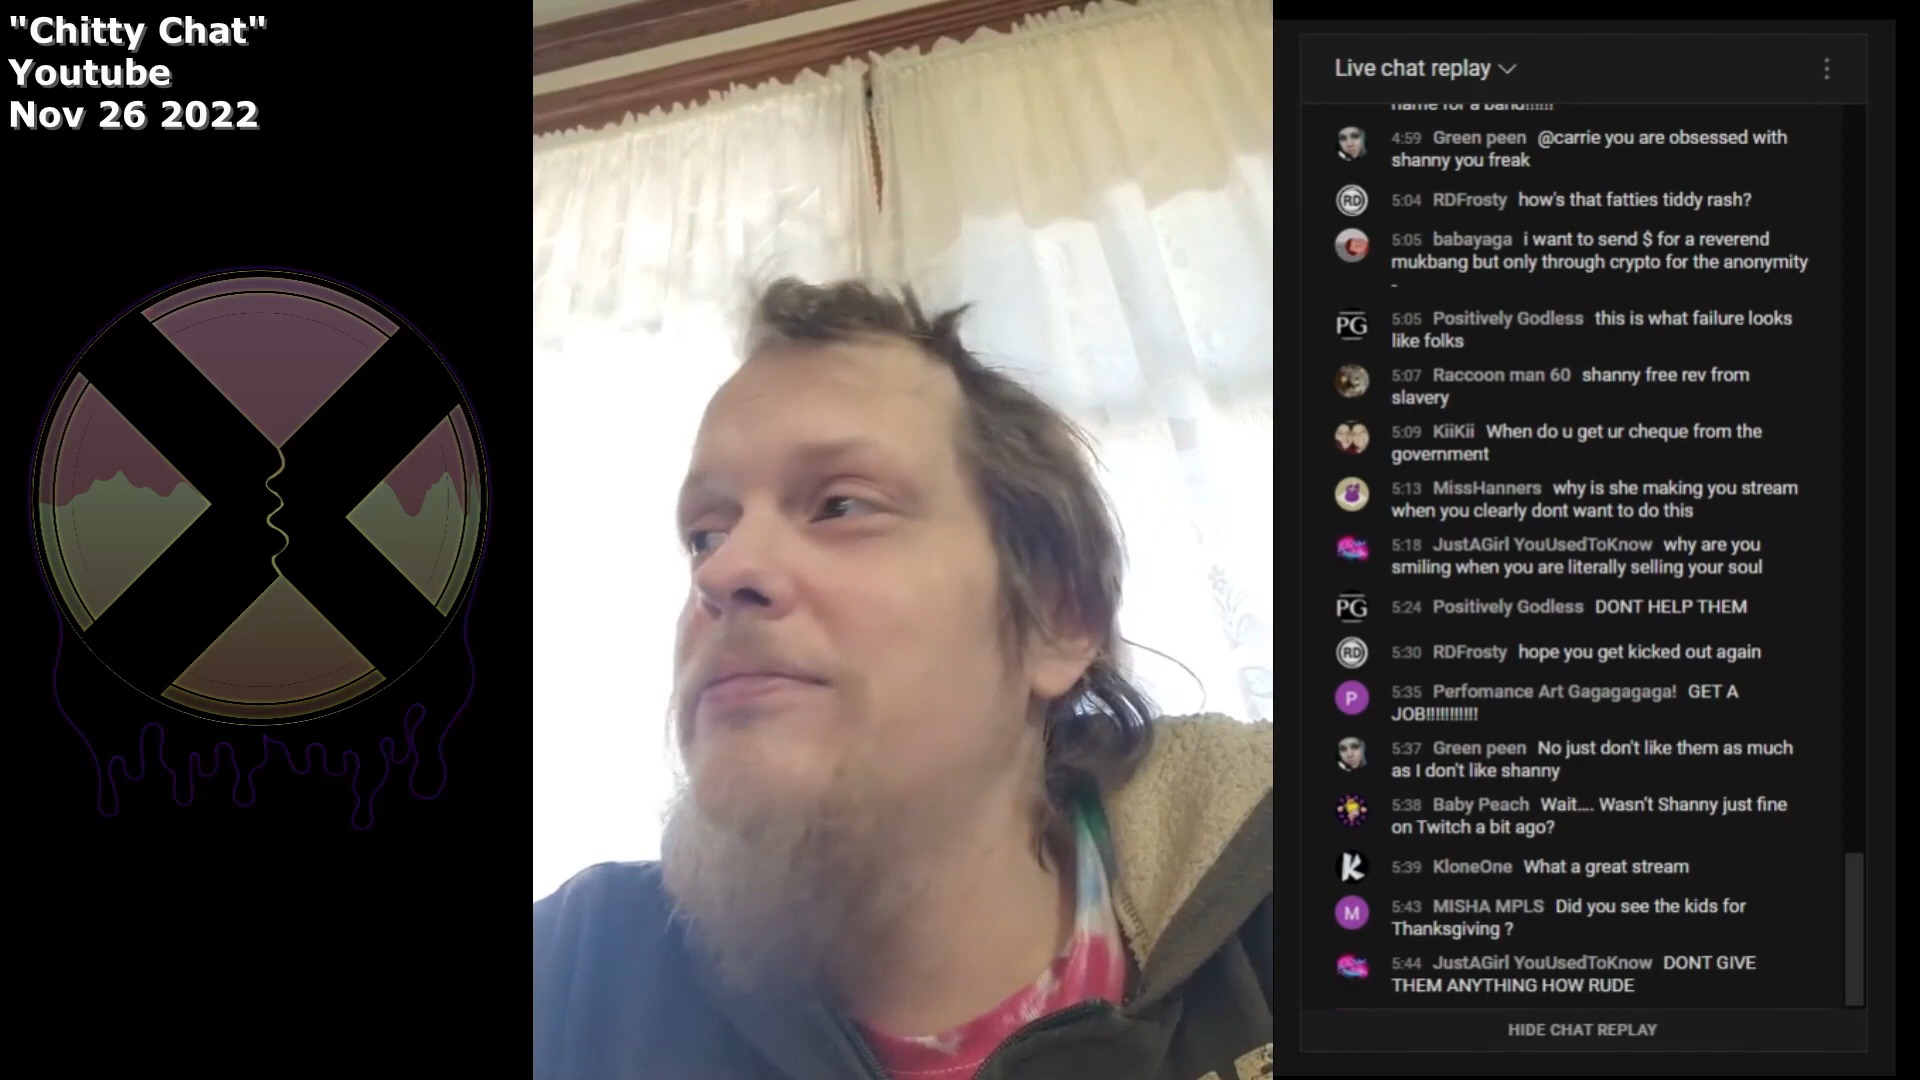 "Chitty Chat"
Youtube
Nov 26 2022
Live chat replay
name for a band!!!!!!
4:59 Green peen @carrie you are obsessed with
shanny you freak
RD
5:04 RDFrosty how's that fatties tiddy rash?
5:05 babayaga i want to send $ for a reverend
mukbang but only through crypto for the anonymity
-
PG
5:05 Positively Godless this is what failure looks
like folks
5:07 Raccoon man 60 shanny free rev from
slavery
5:09 KiiKii When do u get ur cheque from the
government
5:13 MissHanners why is she making you stream
when you clearly dont want to do this
5:18 JustAGirl YouUsedToKnow why are you
smiling when you are literally selling your soul
PG
5:24 Positively Godless DONT HELP THEM
RD
5:30 RDFrosty hope you get kicked out again
P
5:35 Perfomance Art Gagagagaga! GET A
JOB!!!!!!!!!!!
5:37 Green peen No just don't like them as much
as I don't like shanny
5:38 Baby Peach Wait.... Wasn't Shanny just fine
on Twitch a bit ago?
K
5:39 KloneOne What a great stream
M
5:43 MISHA MPLS Did you see the kids for
Thanksgiving ?
5:44 JustAGirl YouUsedToKnow DONT GIVE
THEM ANYTHING HOW RUDE
HIDE CHAT REPLAY